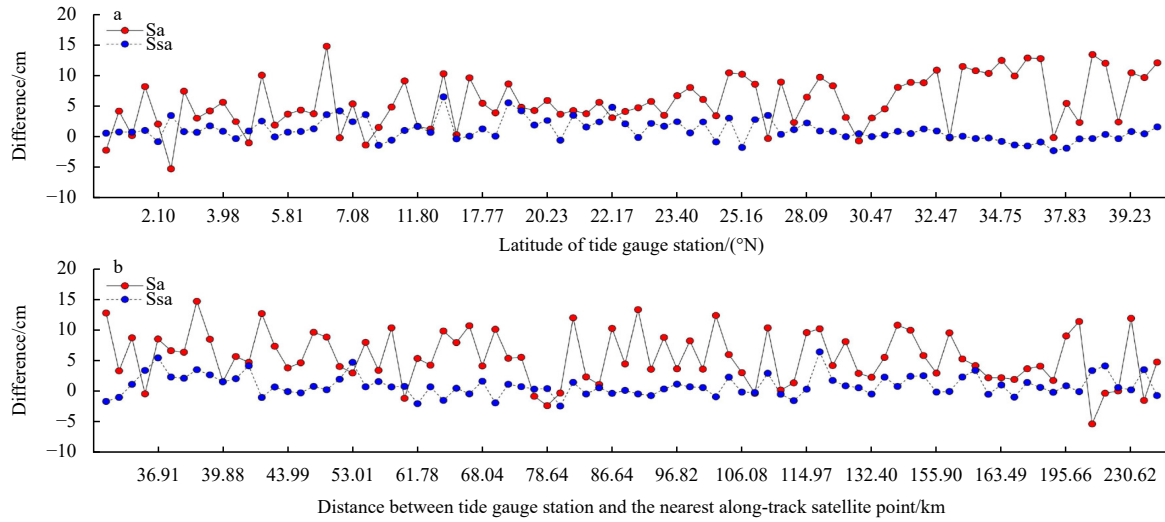 a
Sa
Ssa
20
15
10
5
0
−5
−10
Difference/cm
2.10 3.98 5.81 7.08 11.80 17.77 20.23 22.17 23.40 25.16 28.09 30.47 32.47 34.75 37.83 39.23
Latitude of tide gauge station/(°N)
b
Sa
Ssa
20
15
10
5
0
−5
−10
Difference/cm
36.91 39.88 43.99 53.01 61.78 68.04 78.64 86.64 96.82 106.08 114.97 132.40 155.90 163.49 195.66 230.62
Distance between tide gauge station and the nearest along-track satellite point/km